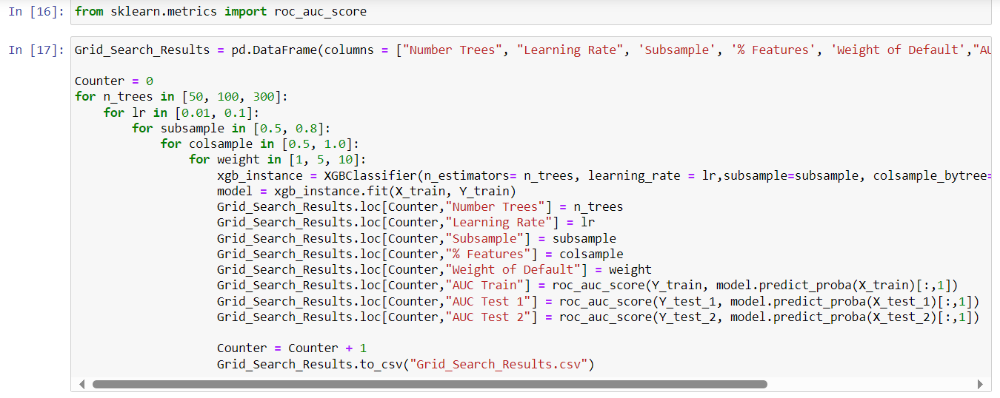 In [16]: from sklearn.metrics import roc_auc_score
In [17]: Grid_Search_Results = pd.DataFrame(columns = ["Number Trees", "Learning Rate", 'Subsample', '% Features', 'Weight of Default',"AU
Counter = 0
for n_trees in [50, 100, 300]:
    for lr in [0.01, 0.1]:
        for subsample in [0.5, 0.8]:
            for colsample in [0.5, 1.0]:
                for weight in [1, 5, 10]:
                    xgb_instance = XGBClassifier(n_estimators= n_trees, learning_rate = lr,subsample=subsample, colsample_bytree=
                    model = xgb_instance.fit(X_train, Y_train)
                    Grid_Search_Results.loc[Counter,"Number Trees"] = n_trees
                    Grid_Search_Results.loc[Counter,"Learning Rate"] = lr
                    Grid_Search_Results.loc[Counter,"Subsample"] = subsample
                    Grid_Search_Results.loc[Counter,"% Features"] = colsample
                    Grid_Search_Results.loc[Counter,"Weight of Default"] = weight
                    Grid_Search_Results.loc[Counter,"AUC Train"] = roc_auc_score(Y_train, model.predict_proba(X_train)[:,1])
                    Grid_Search_Results.loc[Counter,"AUC Test 1"] = roc_auc_score(Y_test_1, model.predict_proba(X_test_1)[:,1])
                    Grid_Search_Results.loc[Counter,"AUC Test 2"] = roc_auc_score(Y_test_2, model.predict_proba(X_test_2)[:,1])
                    Counter = Counter + 1
                    Grid_Search_Results.to_csv("Grid_Search_Results.csv")